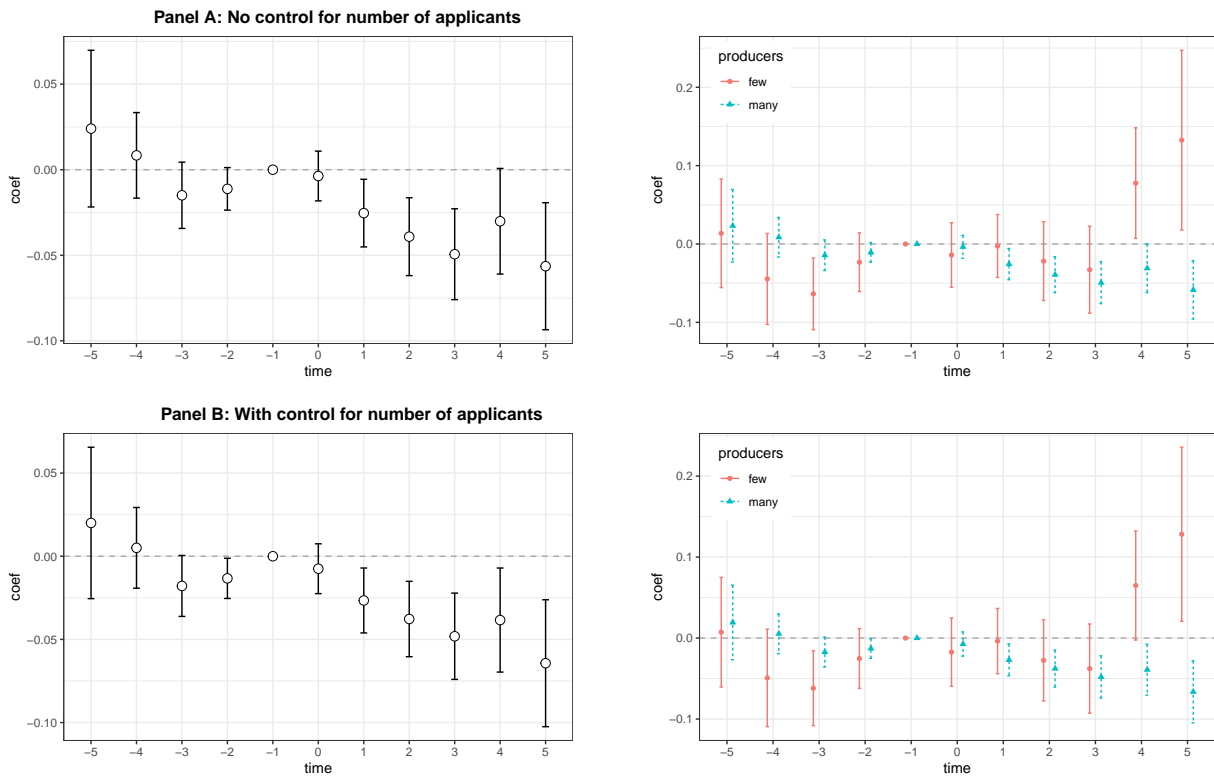 Panel A: No control for number of applicants
coef
0.05
0.00
−0.05
−0.10
−5 −4 −3 −2 −1 0 1 2 3 4 5
time
producers
few
many
coef
0.2
0.1
0.0
−0.1
−5 −4 −3 −2 −1 0 1 2 3 4 5
time
Panel B: With control for number of applicants
coef
0.05
0.00
−0.05
−0.10
−5 −4 −3 −2 −1 0 1 2 3 4 5
time
producers
few
many
coef
0.2
0.1
0.0
−0.1
−5 −4 −3 −2 −1 0 1 2 3 4 5
time